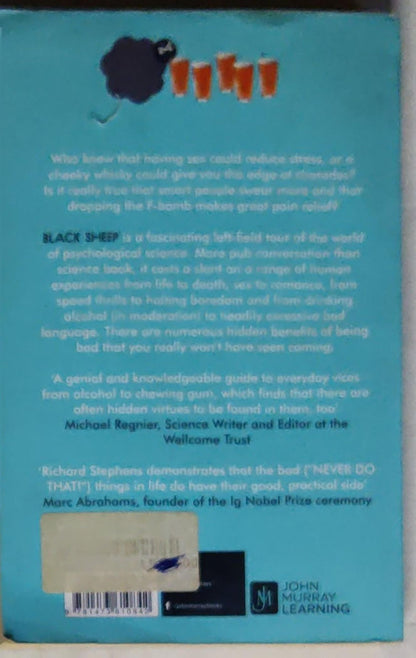 Who knew that having sex could reduce stress, or a
cheeky whisky could give you the edge at charades?
Is it really true that smart people swear more and that
dropping the F-bomb makes great pain relief?
BLACK SHEEP is a fascinating left-field tour of the world
of psychological science. More pub conversation than
science book, it casts a slant on a range of human
experiences from life to death, sex to romance, from
speed thrills to halting boredom and from drinking
alcohol (in moderation) to headily excessive bad
language. There are numerous hidden benefits of being
bad that you really won't have seen coming.
'A genial and knowledgeable guide to everyday vices
from alcohol to chewing gum, which finds that there are
often hidden virtues to be found in them, too'
Michael Regnier, Science Writer and Editor at the
Wellcome Trust
'Richard Stephens demonstrates that the bad ("NEVER DO
THAT!") things in life do have their good, practical side'
Marc Abrahams, founder of the Ig Nobel Prize ceremony
JOHN
MURRAY
LEARNING